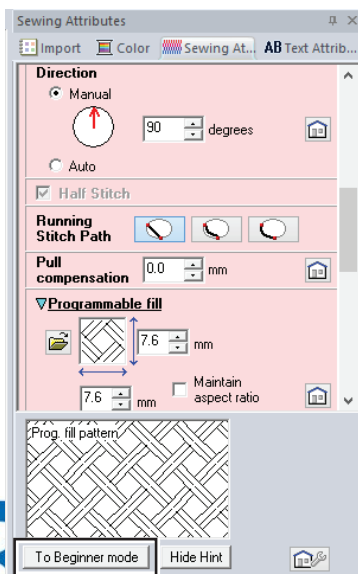 Sewing Attributes
Import Color Sewing At... AB Text Attrib...
Direction
Manual
90 degrees
Auto
Half Stitch
Running
Stitch Path
Pull
compensation 0.0 mm
Programmable fill
7.6 mm
7.6 mm Maintain
aspect ratio
Prog. fill pattern
To Beginner mode Hide Hint